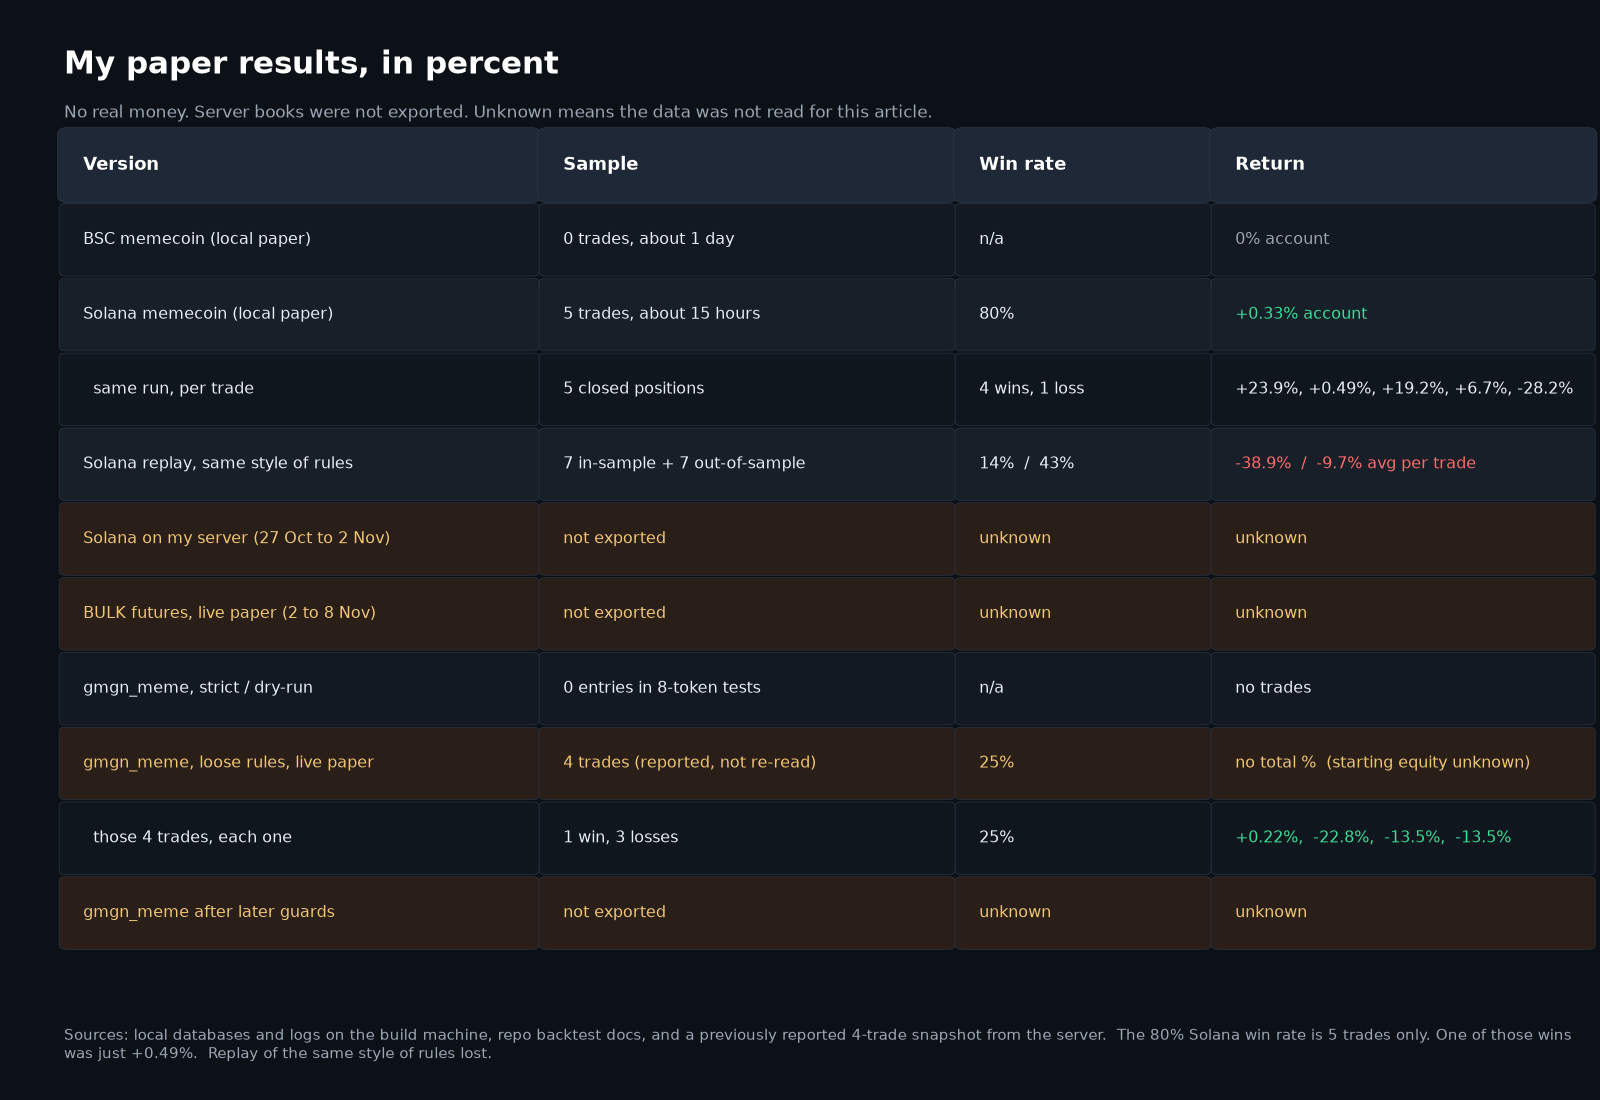 My paper results, in percent
No real money. Server books were not exported. Unknown means the data was not read for this article.
Version Sample Win rate Return
BSC memecoin (local paper) 0 trades, about 1 day n/a 0% account
Solana memecoin (local paper) 5 trades, about 15 hours 80% +0.33% account
same run, per trade 5 closed positions 4 wins, 1 loss +23.9%, +0.49%, +19.2%, +6.7%, -28.2%
Solana replay, same style of rules 7 in-sample + 7 out-of-sample 14% / 43% -38.9% / -9.7% avg per trade
Solana on my server (27 Oct to 2 Nov) not exported unknown unknown
BULK futures, live paper (2 to 8 Nov) not exported unknown unknown
gmgn_meme, strict / dry-run 0 entries in 8-token tests n/a no trades
gmgn_meme, loose rules, live paper 4 trades (reported, not re-read) 25% no total % (starting equity unknown)
those 4 trades, each one 1 win, 3 losses 25% +0.22%, -22.8%, -13.5%, -13.5%
gmgn_meme after later guards not exported unknown unknown
Sources: local databases and logs on the build machine, repo backtest docs, and a previously reported 4-trade snapshot from the server. The 80% Solana win rate is 5 trades only. One of those wins
was just +0.49%. Replay of the same style of rules lost.